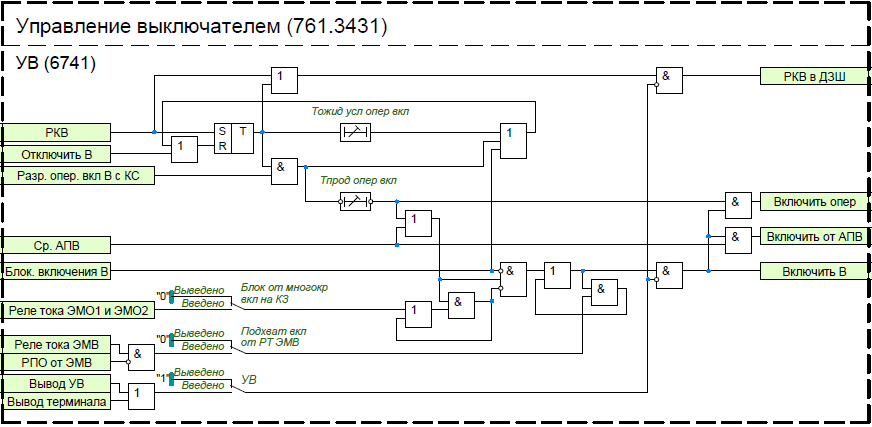 Управление выключателем (761.3431)
УВ (6741)
1
&
РКВ в ДЗШ
Тожид усл опер вкл
РКВ
S T
R
1
1
Отключить В
Разр. опер. вкл В с КС
&
Тпрод опер вкл
&
Включить опер
1
Ср. АПВ
&
Включить от АПВ
Блок. включения В
&
1
&
Включить В
"0"
Выведено
Введено
Блок от многокр
вкл на КЗ
&
&
Реле тока ЭМО1 и ЭМО2
1
"0"
Выведено
Введено
Подхват вкл
от РТ ЭМВ
Реле тока ЭМВ
РПО от ЭМВ
&
"1"
Выведено
Введено
УВ
Вывод УВ
Вывод терминала
1